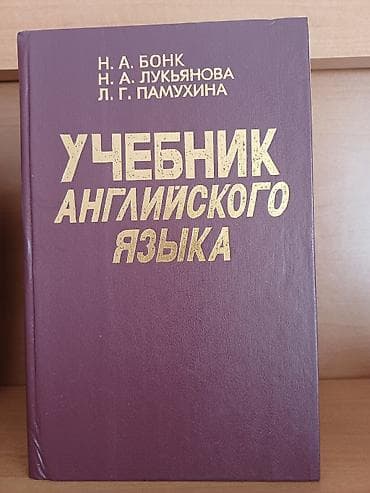 Н. А. БОНК
Н. А. ЛУКЬЯНОВА
Л. Г. ПАМУХИНА
УЧЕБНИК
АНГЛИЙСКОГО
ЯЗЫКА